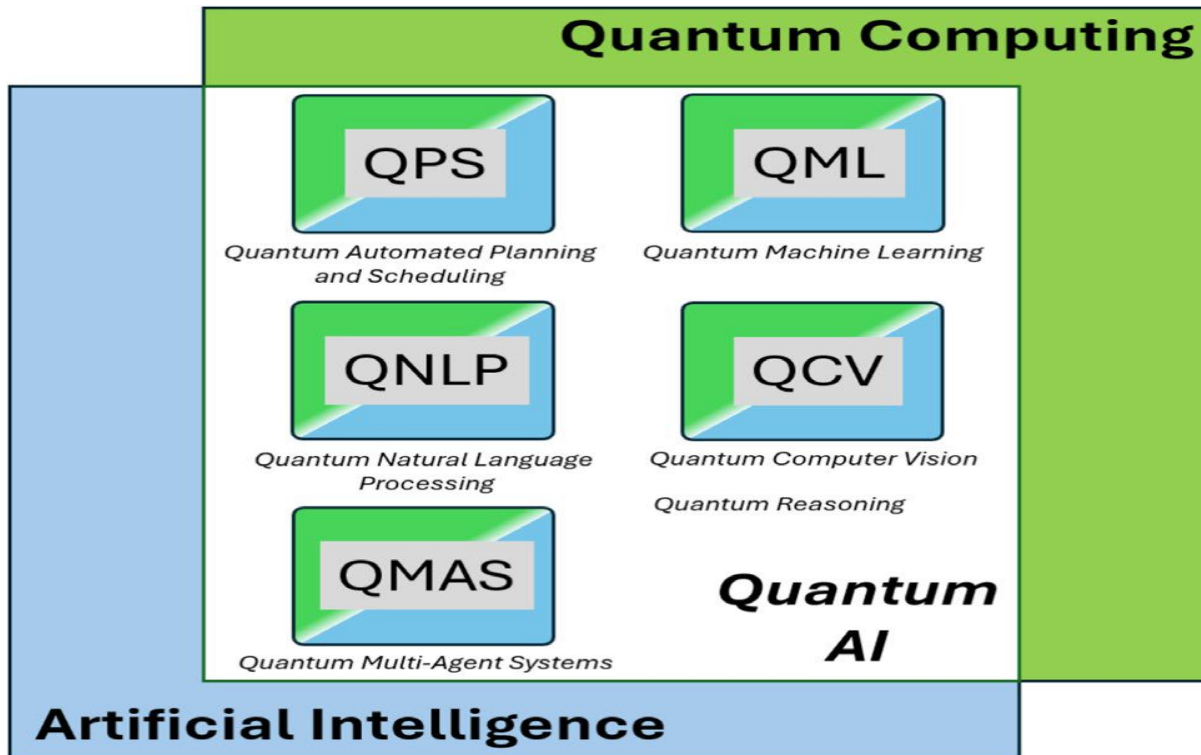 Quantum Computing
QPS
QML
Quantum Automated Planning
and Scheduling
Quantum Machine Learning
QNLP
QCV
Quantum Natural Language
Processing
Quantum Computer Vision
Quantum Reasoning
QMAS
Quantum Multi-Agent Systems
Quantum
AI
Artificial Intelligence